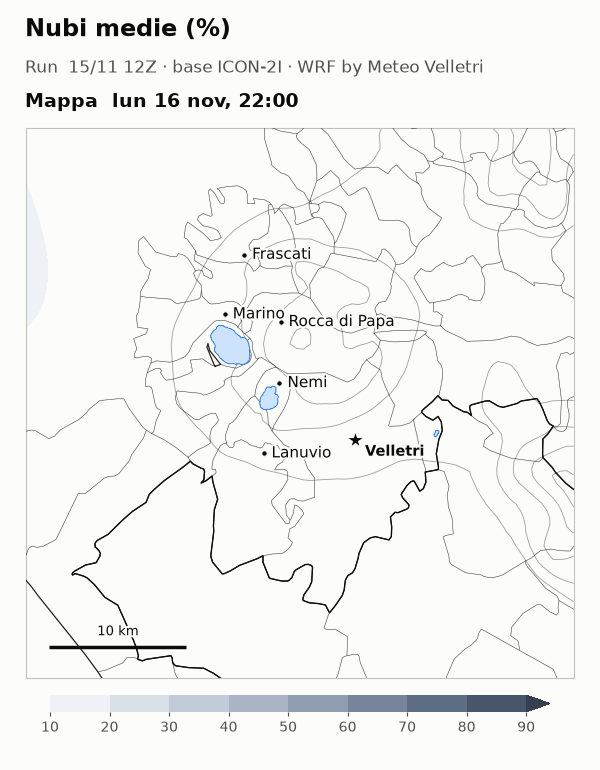 Nubi medie (%)
Run  15/11 12Z · base ICON-2I · WRF by Meteo Velletri
Mappa  lun 16 nov, 22:00
Frascati
Marino
Rocca di Papa
Nemi
Velletri
Lanuvio
10 km
10 20 30 40 50 60 70 80 90